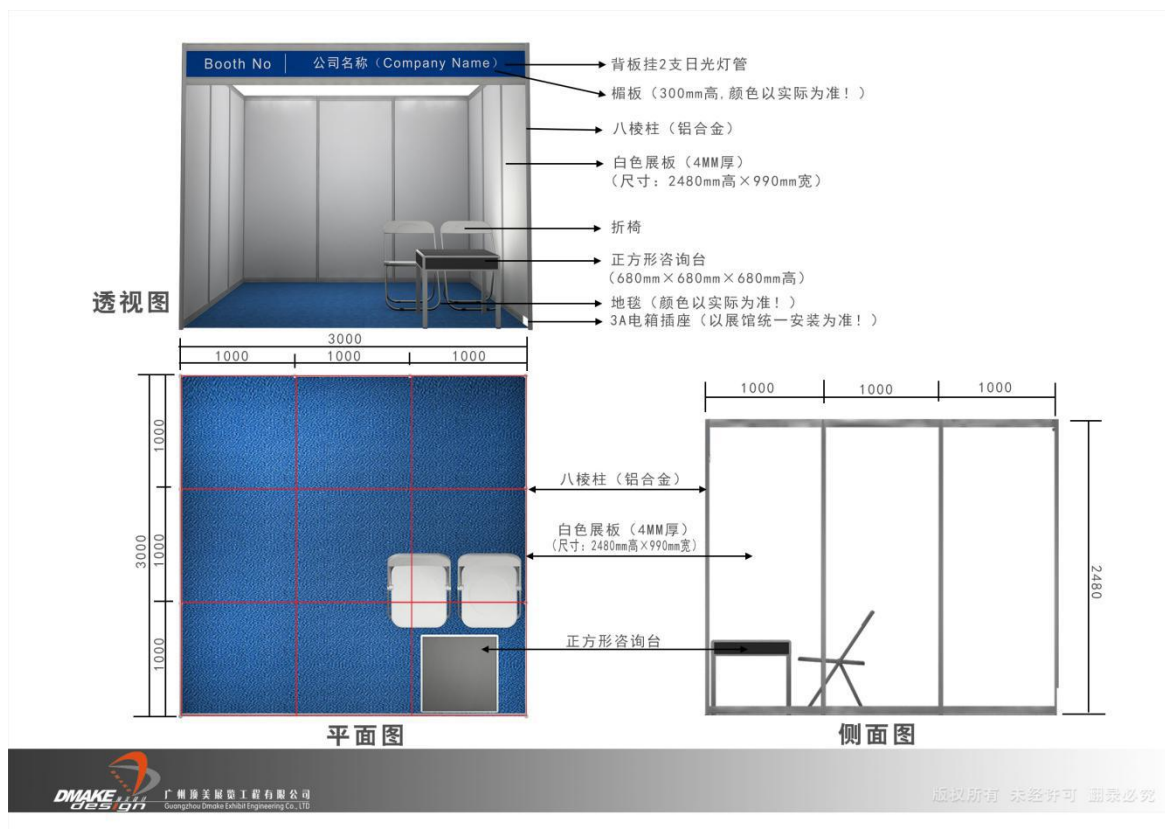 Booth No 公司名称（Company Name）
背板挂2支日光灯管
楣板（300mm高,颜色以实际为准！）
八棱柱（铝合金）
白色展板（4MM厚）
（尺寸：2480mm高×990mm宽）
折椅
正方形咨询台
（680mm×680mm×680mm高）
地毯（颜色以实际为准！）
3A电箱插座（以展馆统一安装为准！）
透视图
3000
1000 1000 1000
1000
1000
1000
3000
八棱柱（铝合金）
白色展板（4MM厚）
（尺寸：2480mm高×990mm宽）
正方形咨询台
1000 1000 1000
2480
平面图
侧面图
DMAKE
design
广州顶美展览工程有限公司
Guangzhou Dmake Exhibit Engineering Co., LTD
版权所有 未经许可 翻录必究